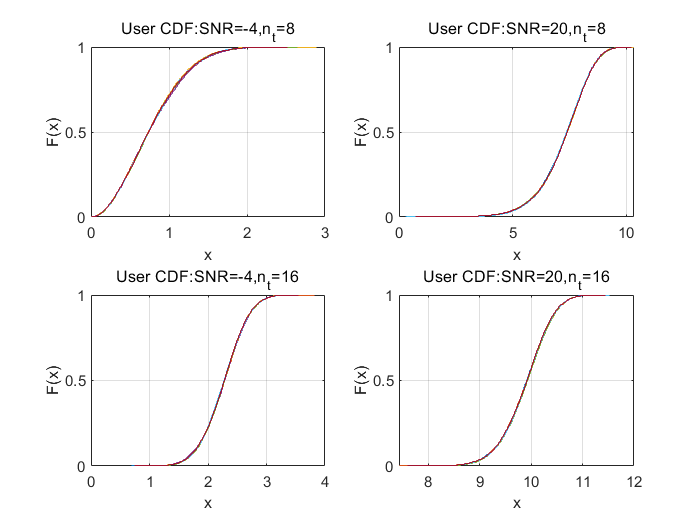 User CDF:SNR=-4,n_t=8
1
0.5
0
F(x)
0 1 2 3
x
User CDF:SNR=20,n_t=8
1
0.5
0
F(x)
0 5 10
x
User CDF:SNR=-4,n_t=16
1
0.5
0
F(x)
0 1 2 3 4
x
User CDF:SNR=20,n_t=16
1
0.5
0
F(x)
8 9 10 11 12
x